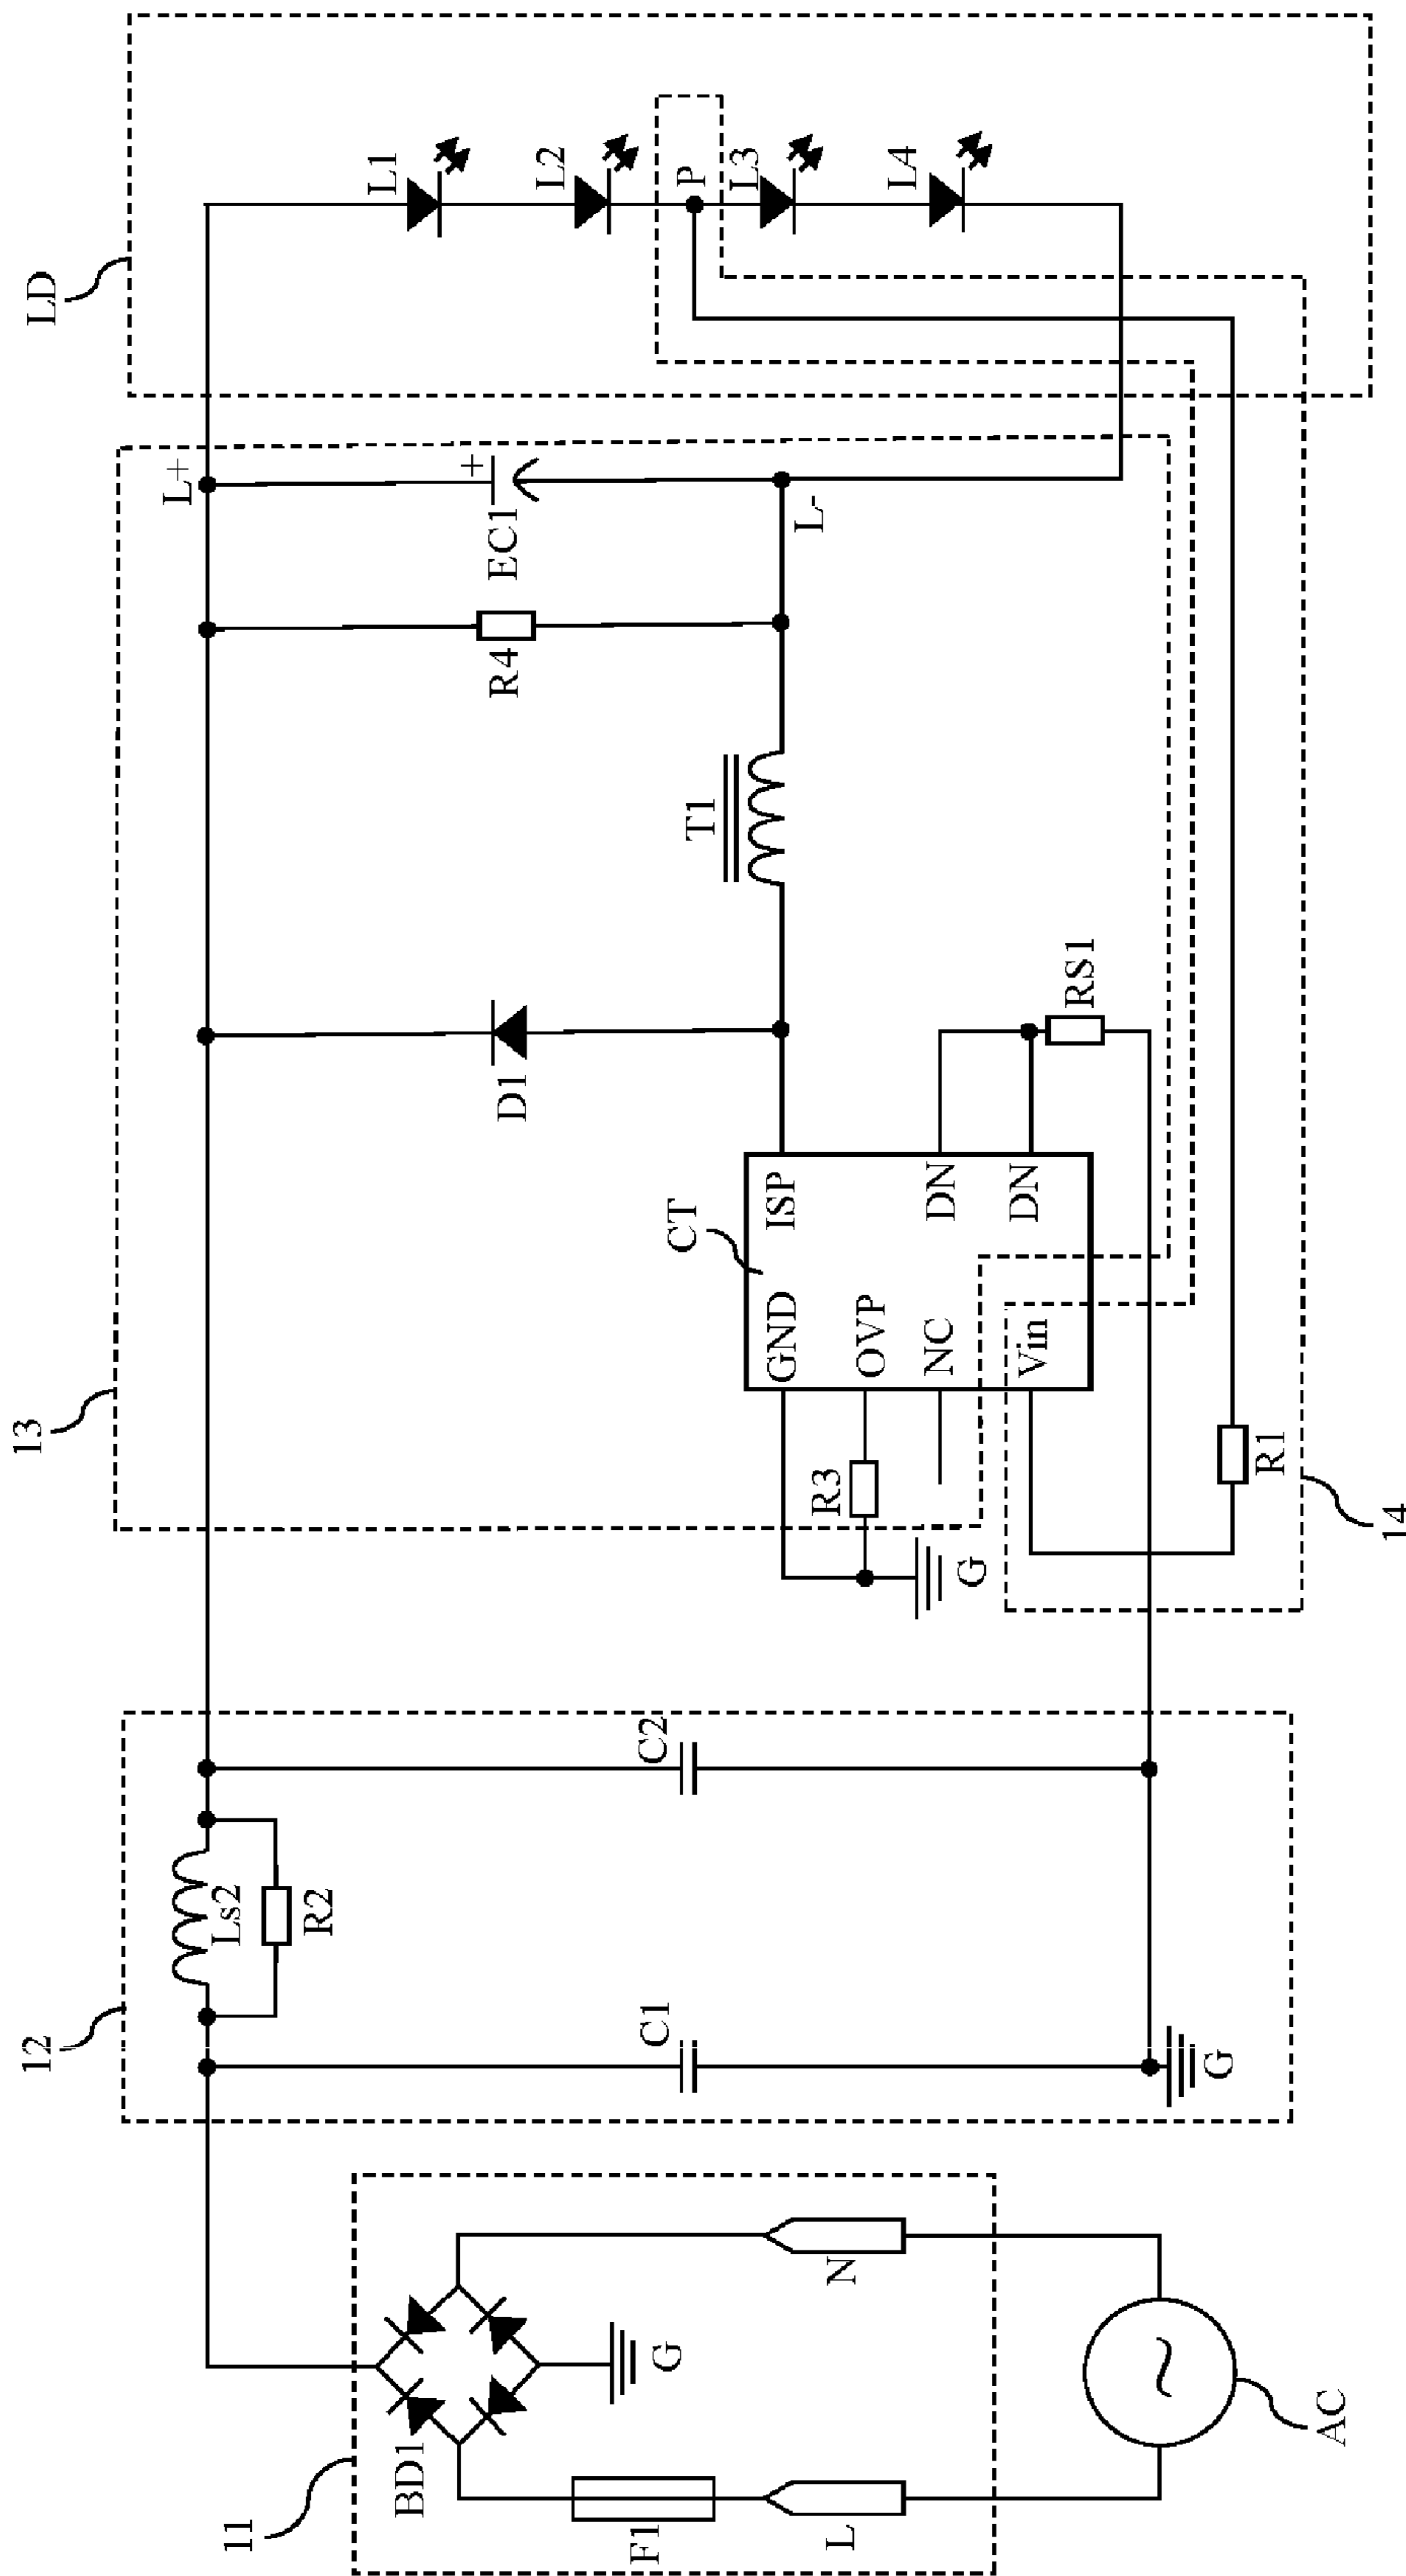 LD
L1
L2
P
L3
L4
L+
+
EC1
L-
R4
T1
D1
RS1
13
CT
ISP
GND
DN
OVP
DN
NC
Vin
R3
G
R1
14
12
C2
Ls2
R2
C1
G
11
BD1
G
N
F1
L
AC